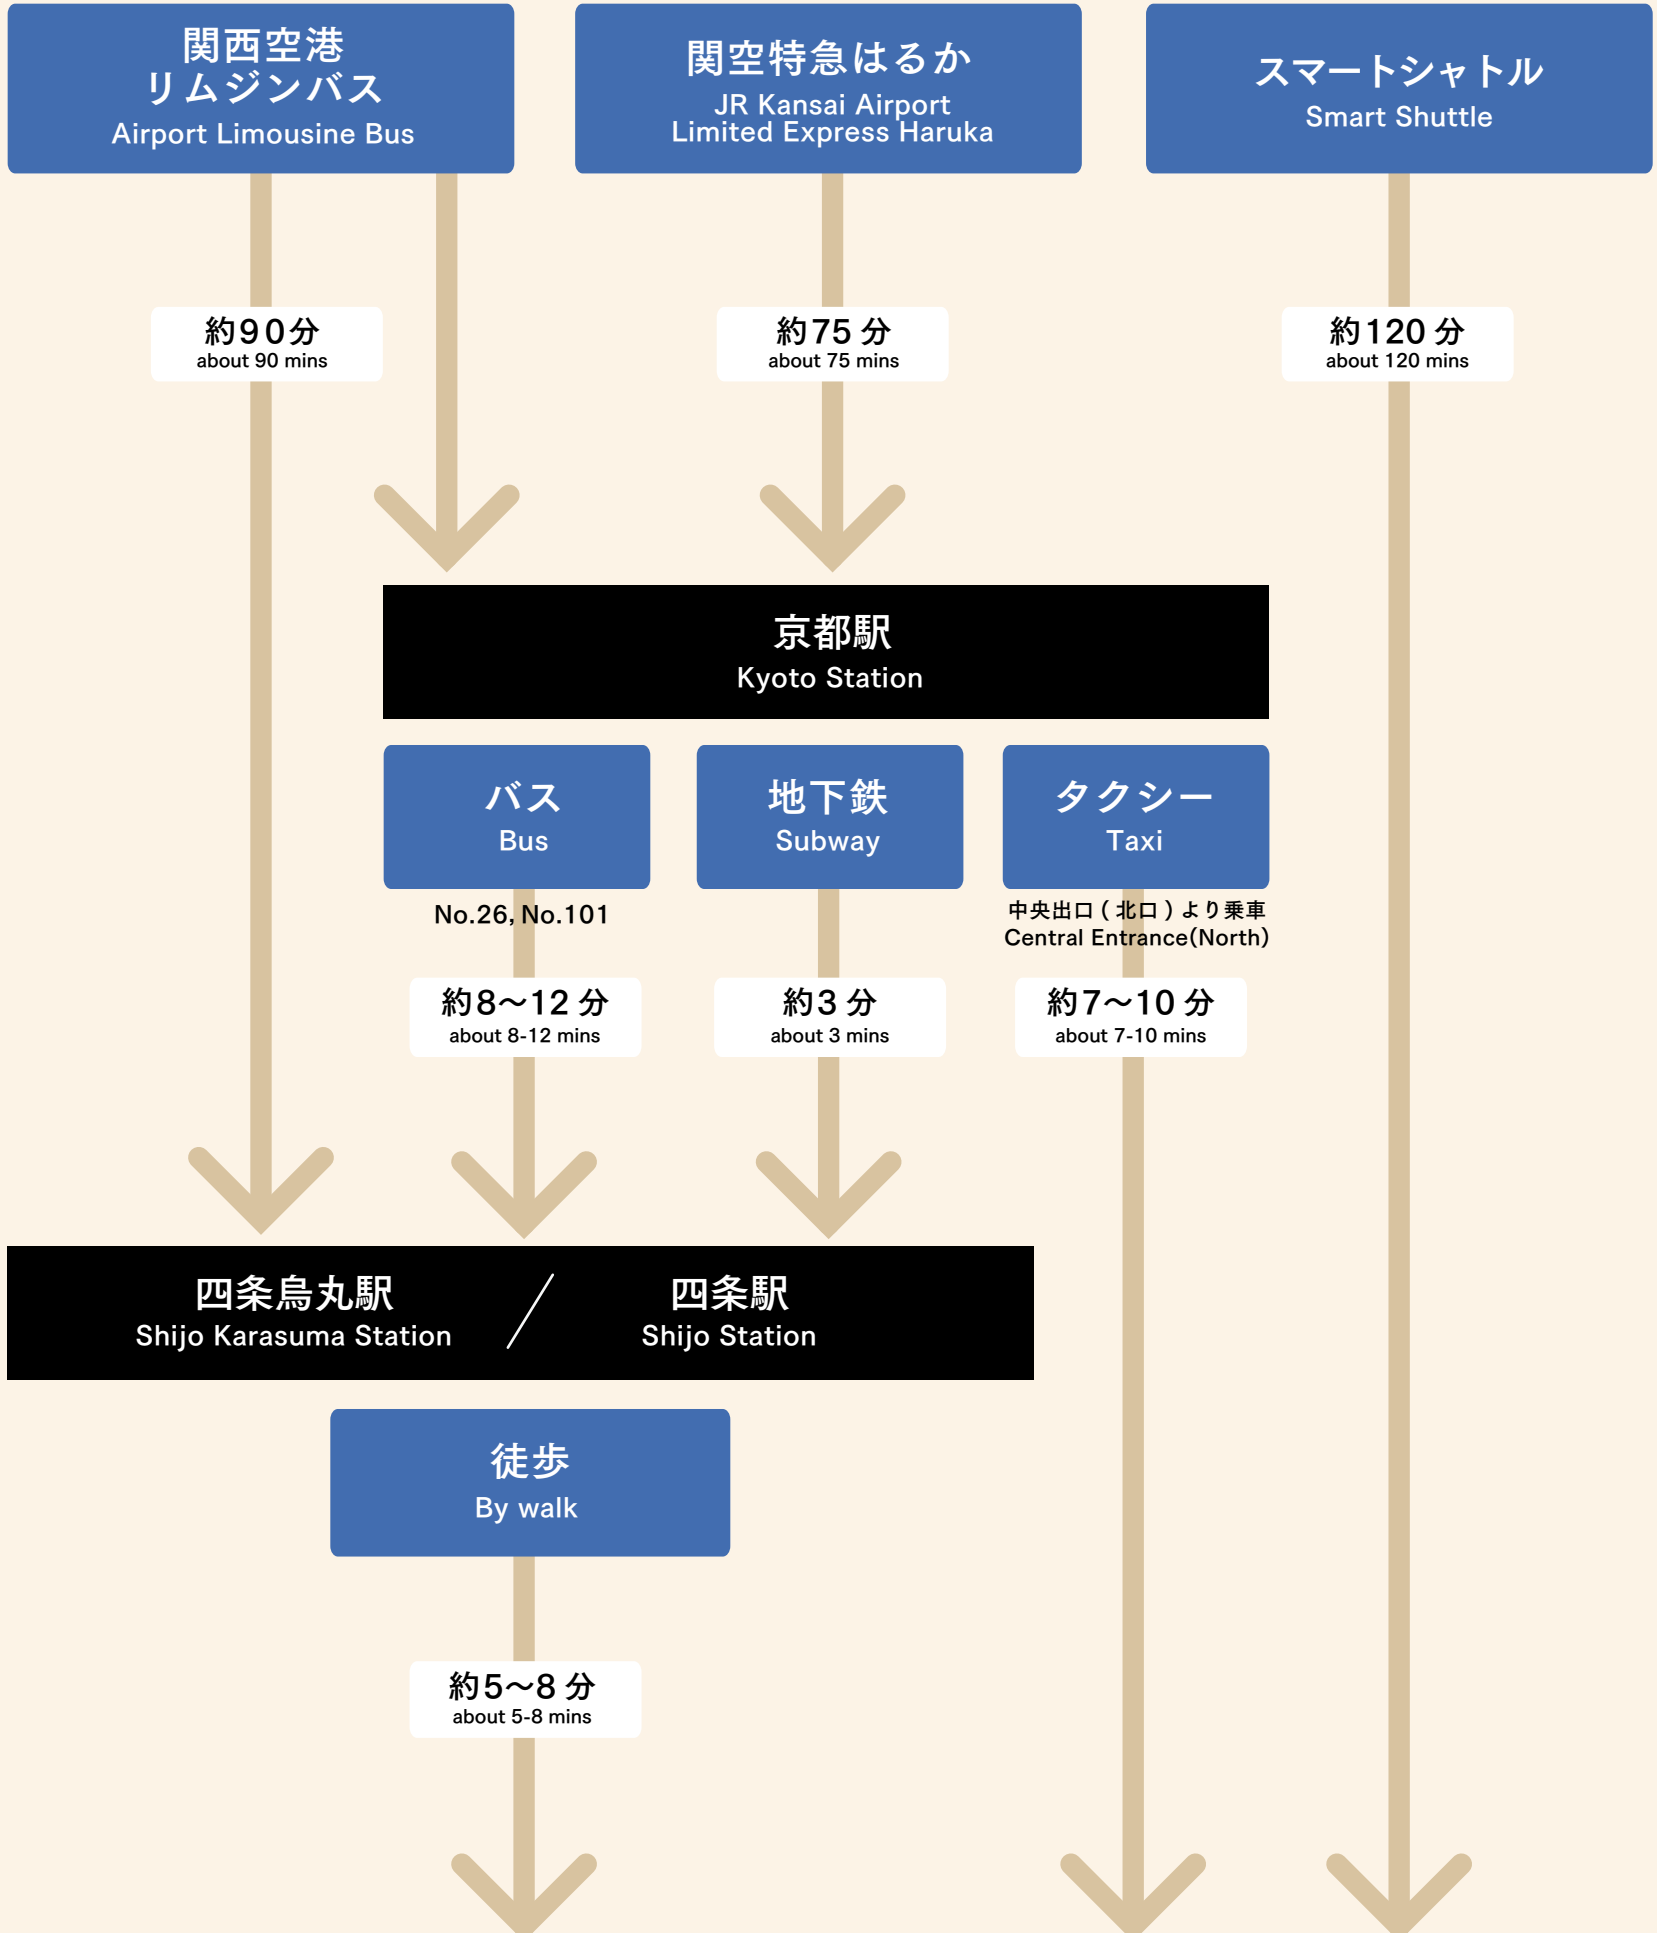 関西空港
リムジンバス
Airport Limousine Bus
関空特急はるか
JR Kansai Airport
Limited Express Haruka
スマートシャトル
Smart Shuttle
約90分
about 90 mins
約75 分
about 75 mins
約120 分
about 120 mins
京都駅
Kyoto Station
バス
Bus
地下鉄
Subway
タクシー
Taxi
No.26, No.101
中央出口 ( 北口 ) より乗車
Central Entrance(North)
約8〜12 分
about 8-12 mins
約3 分
about 3 mins
約7〜10 分
about 7-10 mins
四条烏丸駅
Shijo Karasuma Station
四条駅
Shijo Station
徒歩
By walk
約5〜8 分
about 5-8 mins